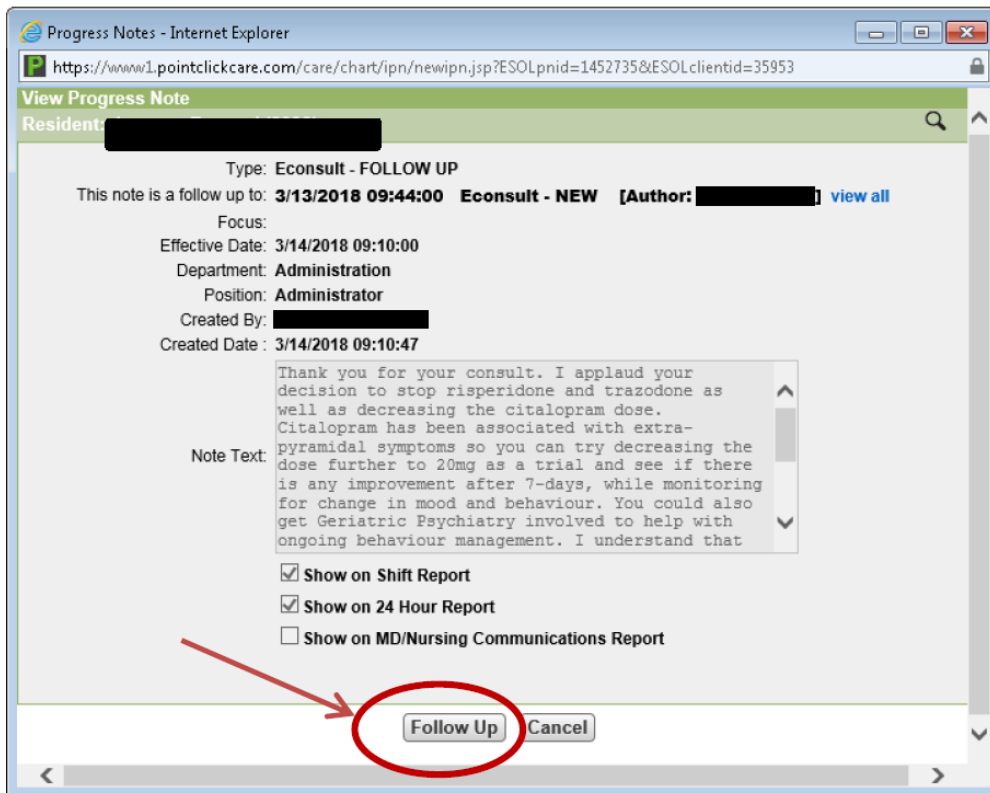 Progress Notes - Internet Explorer
https://www1.pointclickcare.com/care/chart/ipn/newipn.jsp?ESOLpnid=1452735&ESOLclientid=35953
View Progress Note
Resident:
Type: Econsult - FOLLOW UP
This note is a follow up to: 3/13/2018 09:44:00 Econsult - NEW [Author: ] view all
Focus:
Effective Date: 3/14/2018 09:10:00
Department: Administration
Position: Administrator
Created By:
Created Date : 3/14/2018 09:10:47
Note Text:
Thank you for your consult. I applaud your
decision to stop risperidone and trazodone as
well as decreasing the citalopram dose.
Citalopram has been associated with extra-
pyramidal symptoms so you can try decreasing the
dose further to 20mg as a trial and see if there
is any improvement after 7-days, while monitoring
for change in mood and behaviour. You could also
get Geriatric Psychiatry involved to help with
ongoing behaviour management. I understand that
Show on Shift Report
Show on 24 Hour Report
Show on MD/Nursing Communications Report
Follow Up Cancel